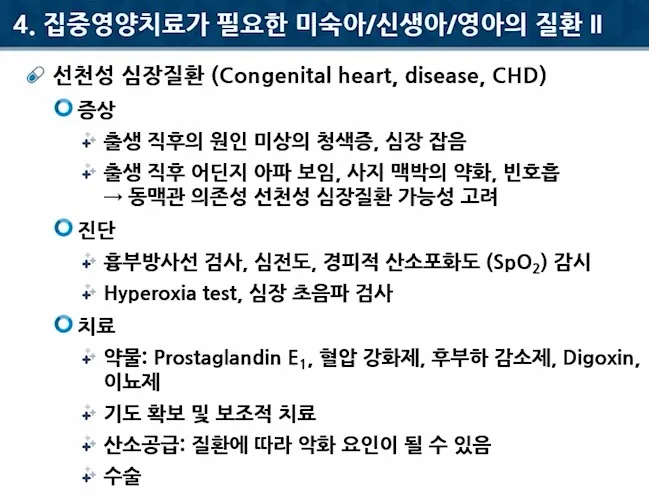 4. 집중영양치료가 필요한 미숙아/신생아/영아의 질환 II
선천성 심장질환 (Congenital heart, disease, CHD)
증상
출생 직후의 원인 미상의 청색증, 심장 잡음
출생 직후 어딘지 아파 보임, 사지 맥박의 약화, 빈호흡
→ 동맥관 의존성 선천성 심장질환 가능성 고려
진단
흉부방사선 검사, 심전도, 경피적 산소포화도 (SpO₂) 감시
Hyperoxia test, 심장 초음파 검사
치료
약물: Prostaglandin E₁, 혈압 강화제, 후부하 감소제, Digoxin,
이뇨제
기도 확보 및 보조적 치료
산소공급: 질환에 따라 악화 요인이 될 수 있음
수술